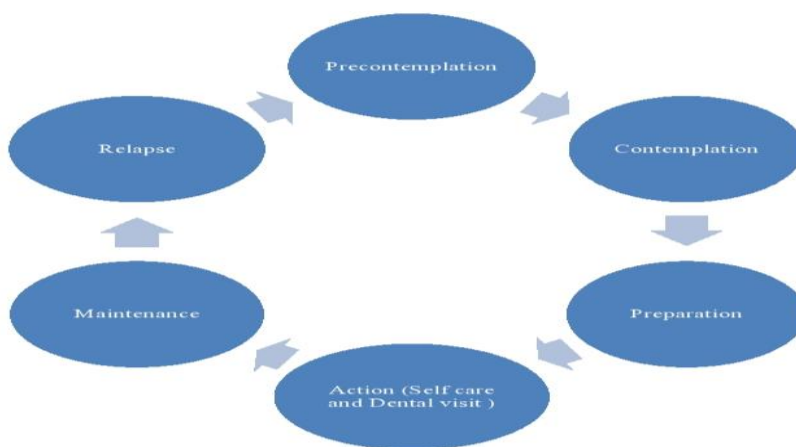 Precontemplation
Contemplation
Preparation
Action (Self care
and Dental visit )
Maintenance
Relapse